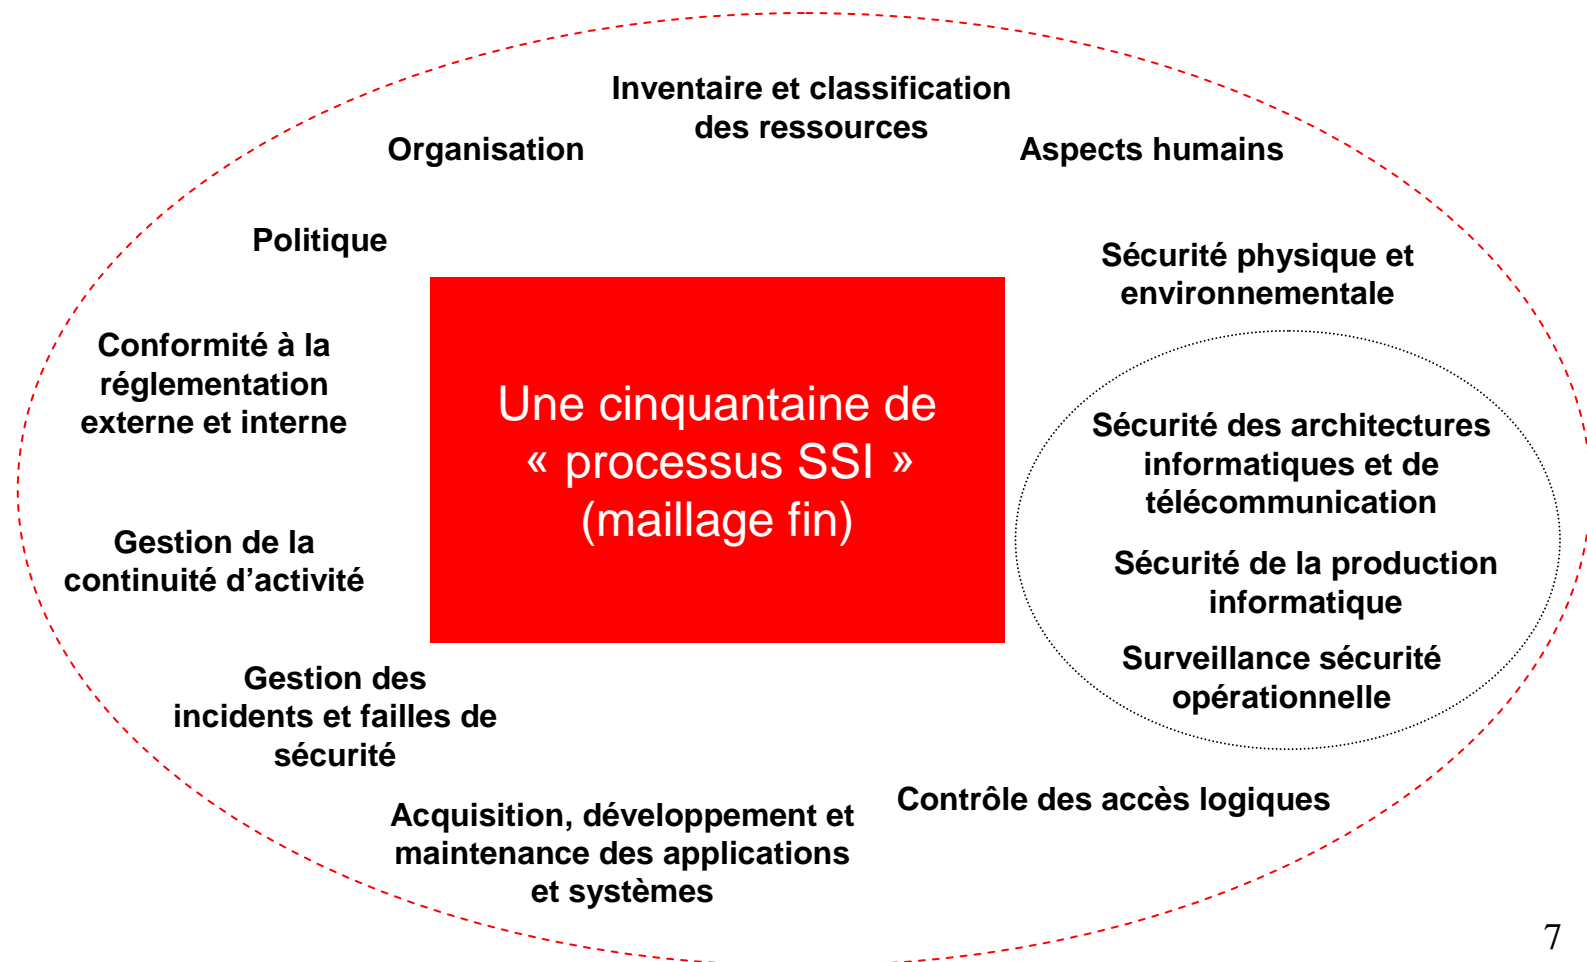 Inventaire et classification
des ressources
Organisation
Aspects humains
Politique
Sécurité physique et
environnementale
Conformité à la
réglementation
externe et interne
Une cinquantaine de
« processus SSI »
(maillage fin)
Sécurité des architectures
informatiques et de
télécommunication
Gestion de la
continuité d’activité
Sécurité de la production
informatique
Surveillance sécurité
opérationnelle
Gestion des
incidents et failles de
sécurité
Contrôle des accès logiques
Acquisition, développement et
maintenance des applications
et systèmes
7